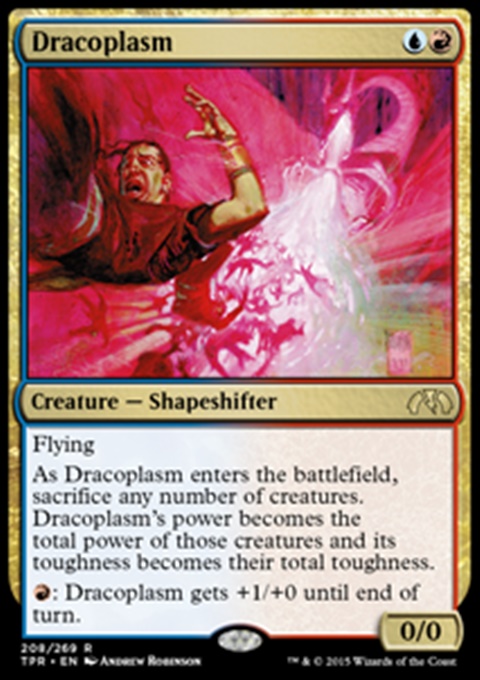 Dracoplasm
Creature — Shapeshifter
Flying
As Dracoplasm enters the battlefield,
sacrifice any number of creatures.
Dracoplasm's power becomes the
total power of those creatures and its
toughness becomes their total toughness.
: Dracoplasm gets +1/+0 until end of
turn.
0/0
208/269 R
TPR • EN Andrew Robinson
™ & © 2015 Wizards of the Coast